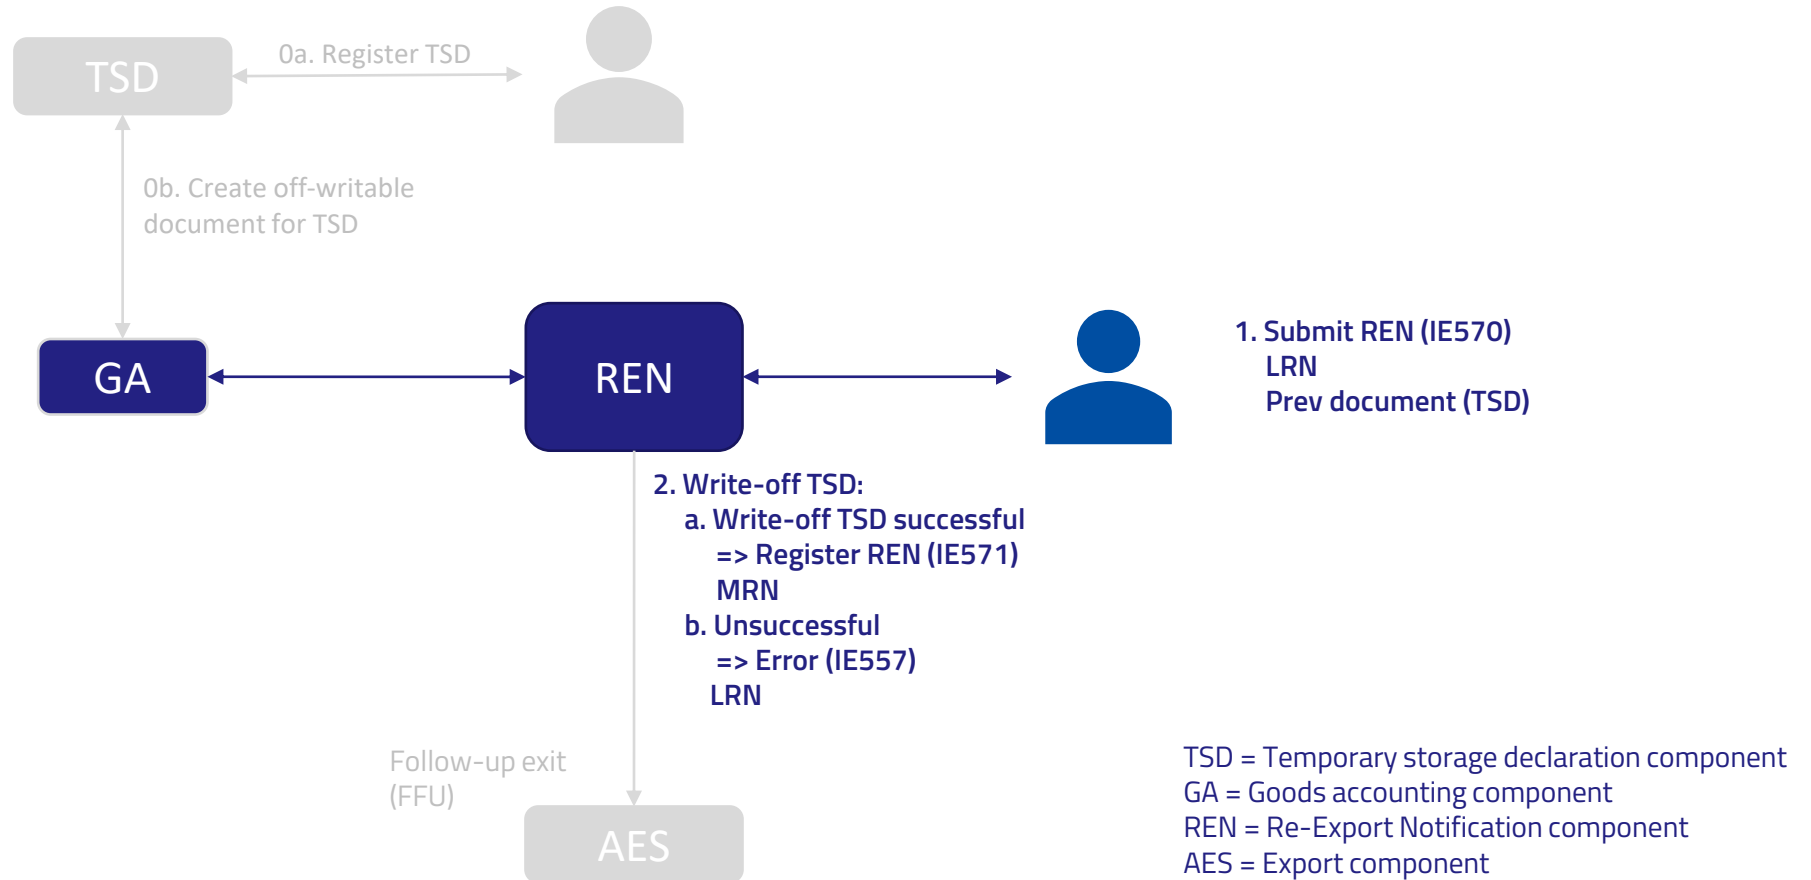 TSD
0a. Register TSD
0b. Create off-writable
document for TSD
GA
REN
1. Submit REN (IE570)
LRN
Prev document (TSD)
2. Write-off TSD:
a. Write-off TSD successful
=> Register REN (IE571)
MRN
b. Unsuccessful
=> Error (IE557)
LRN
Follow-up exit
(FFU)
AES
TSD = Temporary storage declaration component
GA = Goods accounting component
REN = Re-Export Notification component
AES = Export component